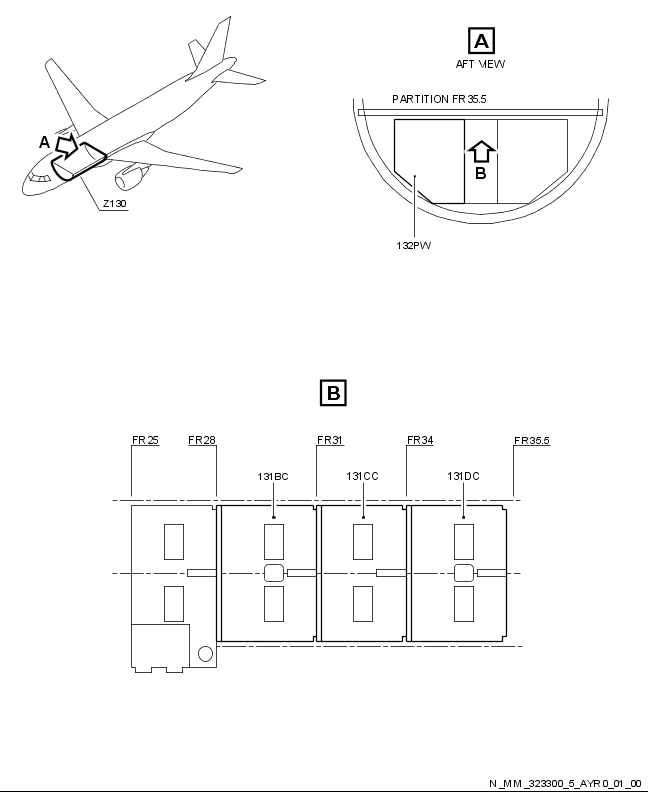 A
AFT VIEW
PARTITION FR35.5
A
B
Z130
132PW
B
FR25 FR28 FR31 FR34 FR35.5
131BC 131CC 131DC
N_MM_323300_5_AYR0_01_00